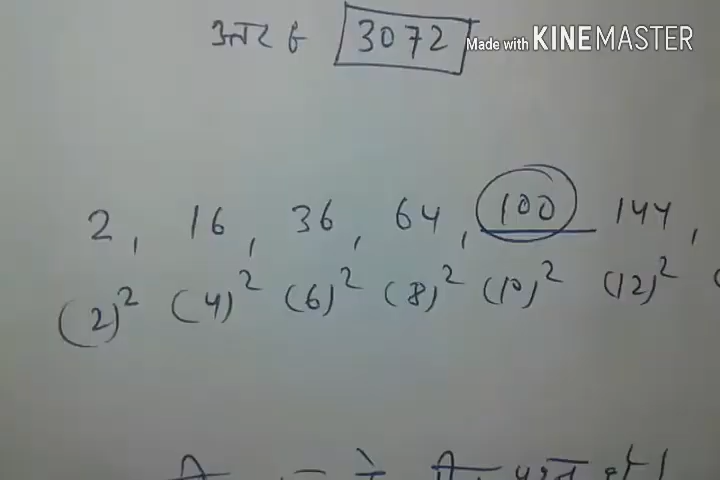 उत्तर है 3072
Made with KINEMASTER
2, 16, 36, 64, 100 144,
(2)² (4)² (6)² (8)² (10)² (12)² (